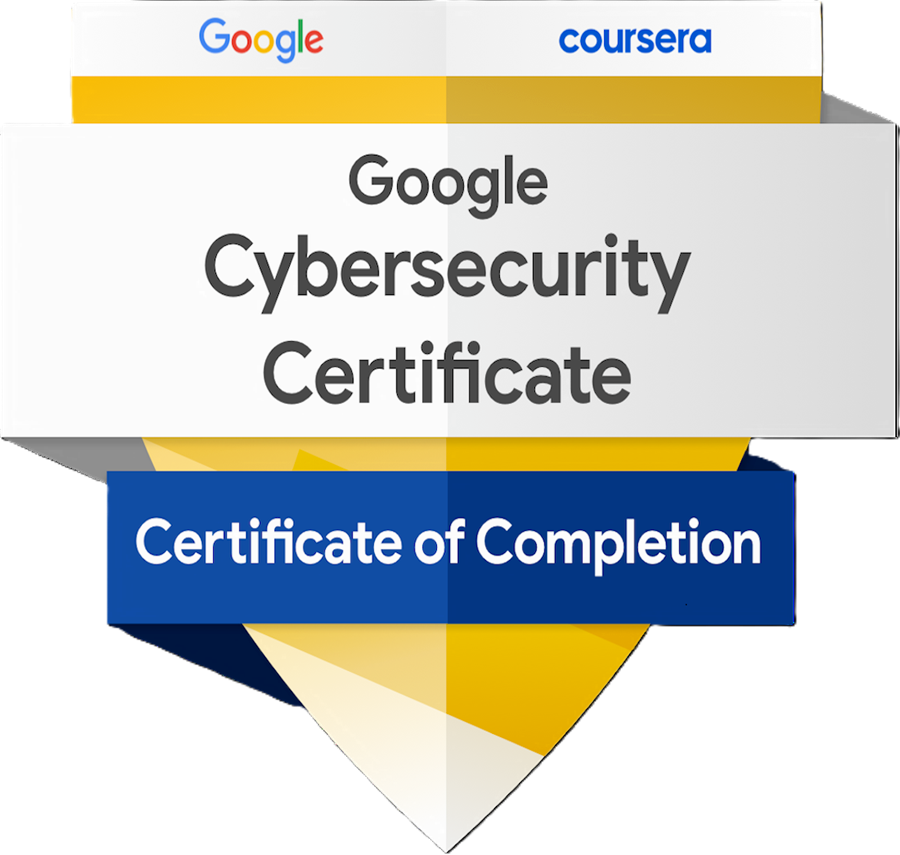 Google coursera
Google
Cybersecurity
Certificate
Certificate of Completion